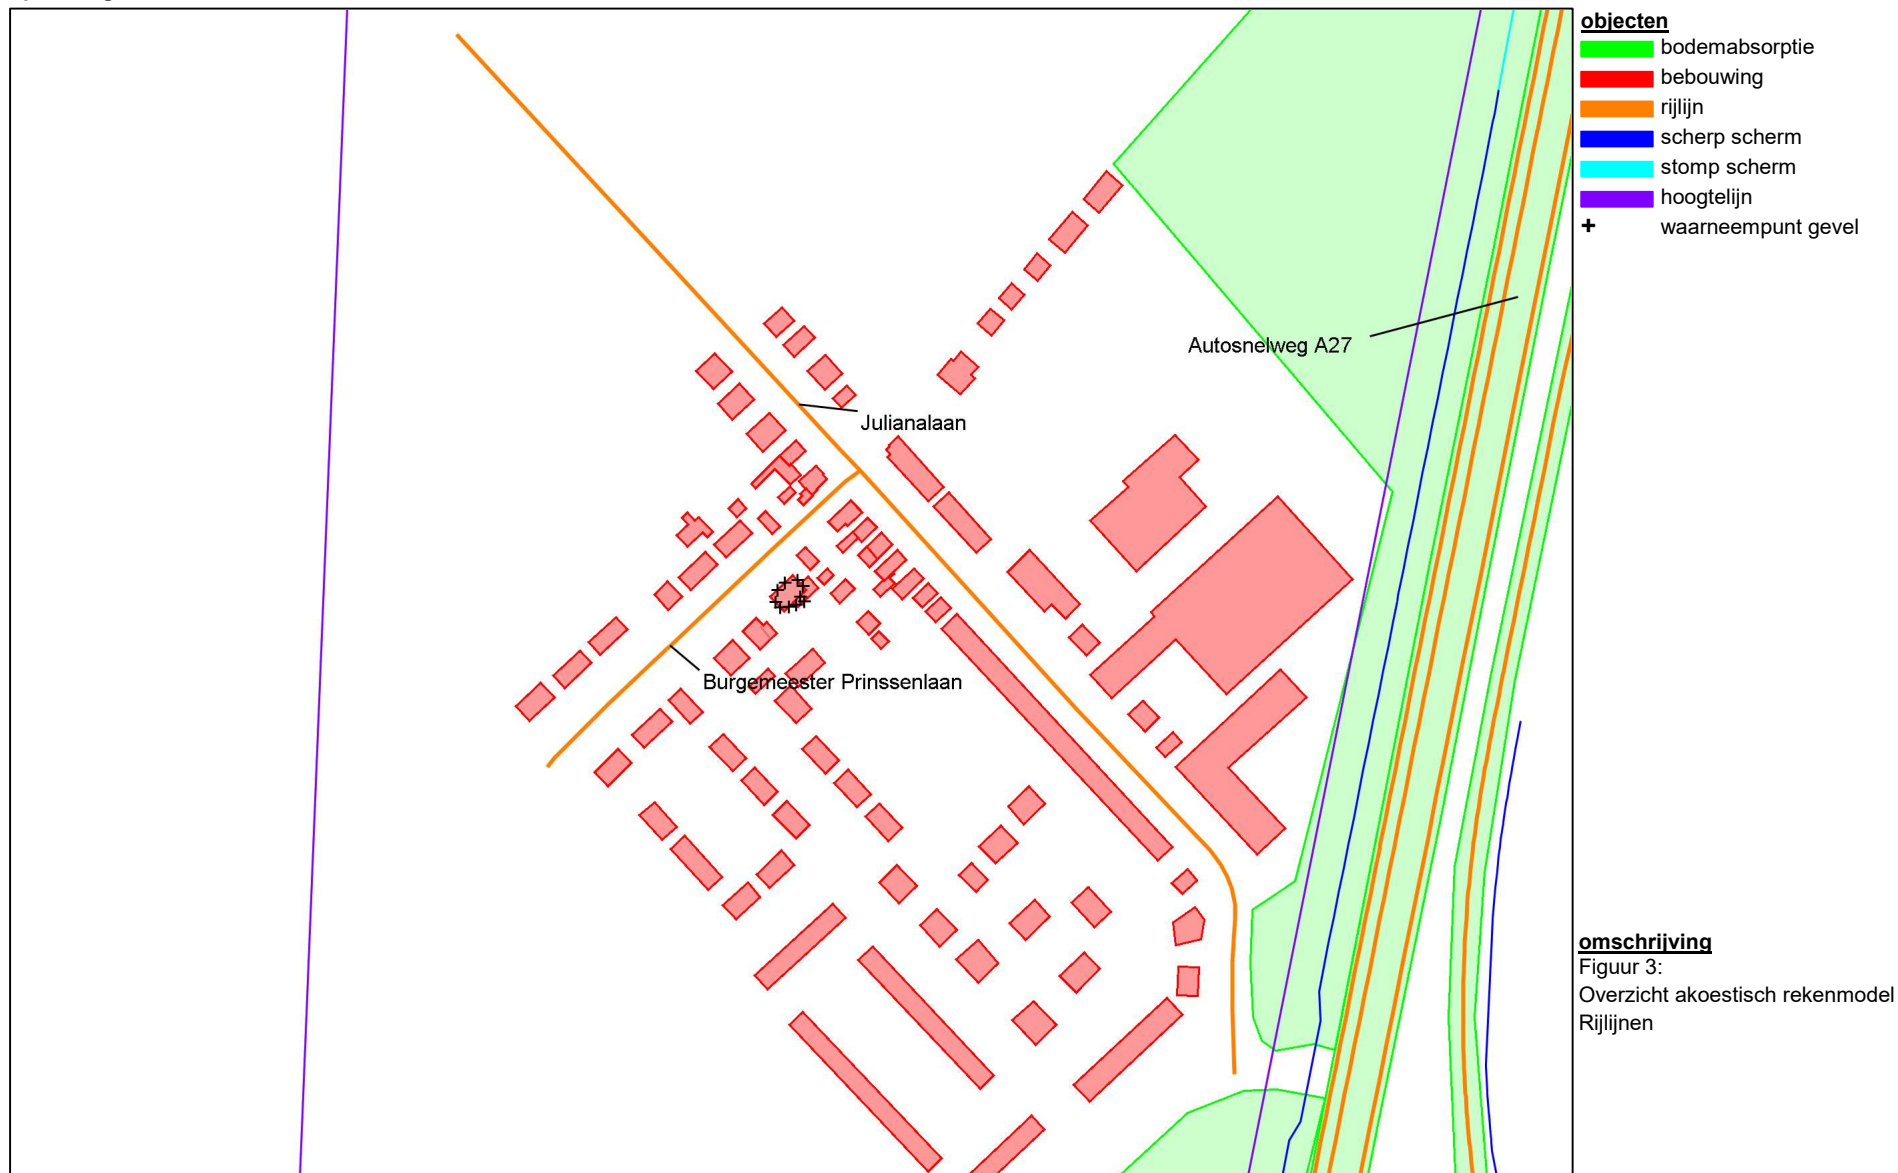 objecten
bodemabsorptie
bebouwing
rijlijn
scherp scherm
stomp scherm
hoogtelijn
waarneempunt gevel
Autosnelweg A27
Julianalaan
Burgemeester Prinssenlaan
omschrijving
Figuur 3:
Overzicht akoestisch rekenmodel
Rijlijnen